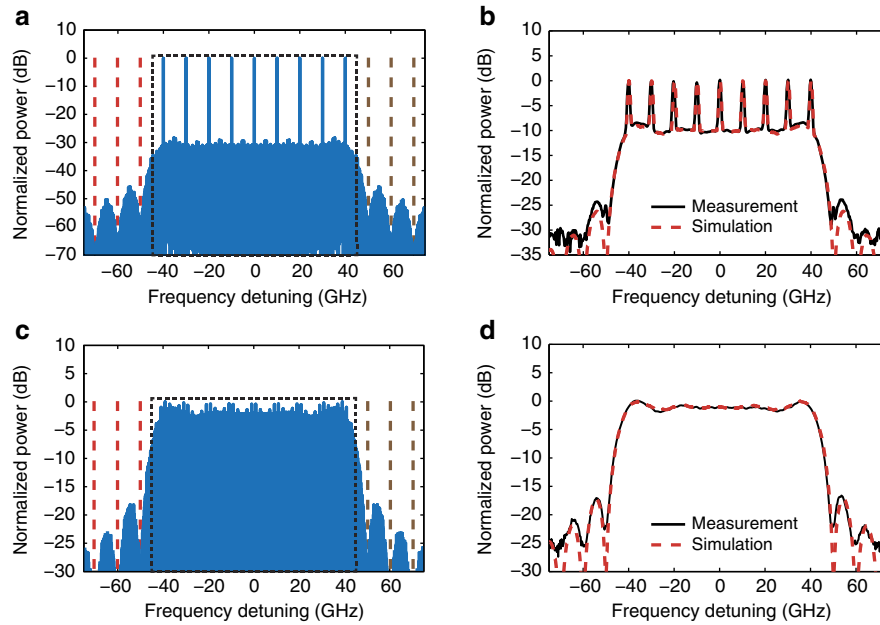 a
Normalized power (dB)
10
0
−10
−20
−30
−40
−50
−60
−70
−60 −40 −20 0 20 40 60
Frequency detuning (GHz)
b
Normalized power (dB)
10
5
0
−5
−10
−15
−20
−25
−30
−35
Measurement
Simulation
−60 −40 −20 0 20 40 60
Frequency detuning (GHz)
c
Normalized power (dB)
10
5
0
−5
−10
−15
−20
−25
−30
−60 −40 −20 0 20 40 60
Frequency detuning (GHz)
d
Normalized power (dB)
10
5
0
−5
−10
−15
−20
−25
−30
Measurement
Simulation
−60 −40 −20 0 20 40 60
Frequency detuning (GHz)